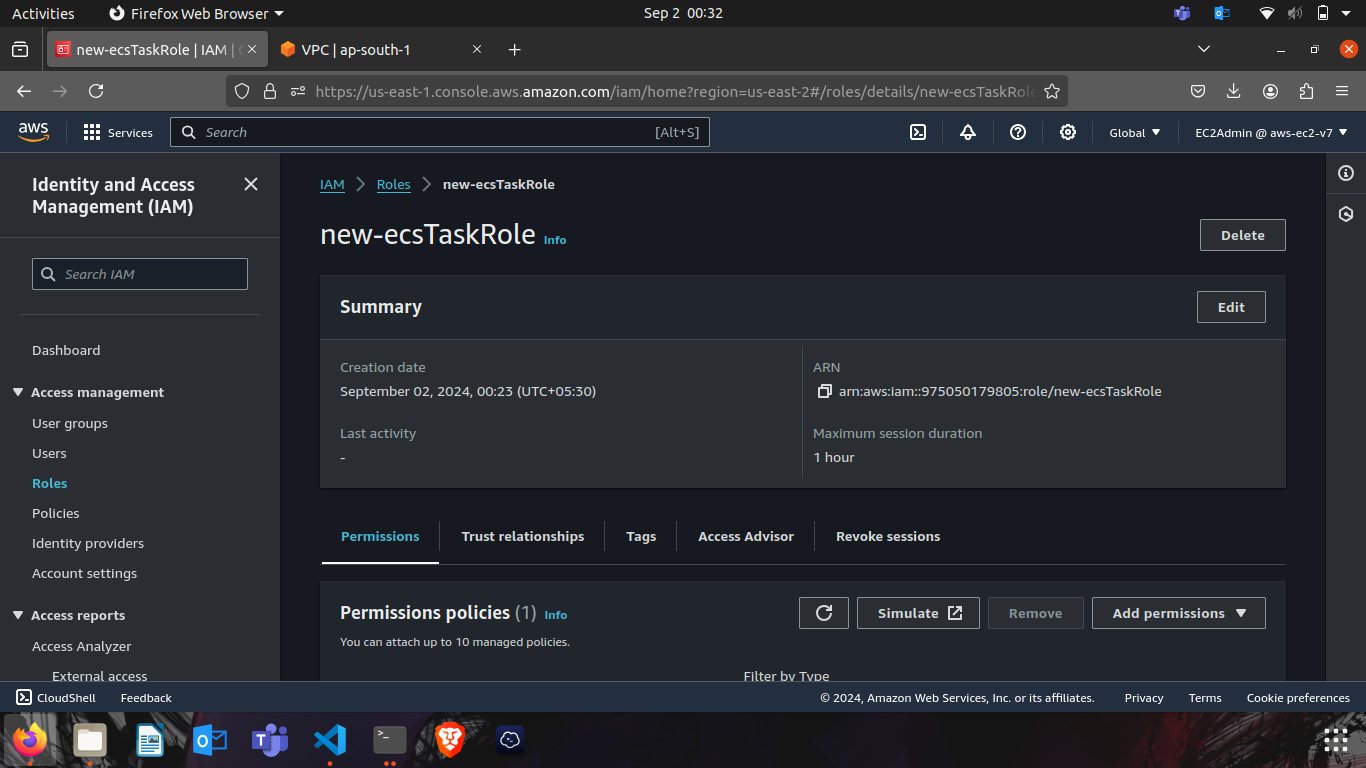 Activities Firefox Web Browser Sep 2 00:32
new-ecsTaskRole | IAM | VPC | ap-south-1
https://us-east-1.console.aws.amazon.com/iam/home?region=us-east-2#/roles/details/new-ecsTaskRole
aws Services Search [Alt+S] Global EC2Admin @ aws-ec2-v7
Identity and Access
Management (IAM)
Search IAM
Dashboard
Access management
User groups
Users
Roles
Policies
Identity providers
Account settings
Access reports
Access Analyzer
External access
IAM Roles new-ecsTaskRole
new-ecsTaskRole Info Delete
Summary Edit
Creation date
September 02, 2024, 00:23 (UTC+05:30)
Last activity
-
ARN
arn:aws:iam::975050179805:role/new-ecsTaskRole
Maximum session duration
1 hour
Permissions Trust relationships Tags Access Advisor Revoke sessions
Permissions policies (1) Info Simulate Remove Add permissions
You can attach up to 10 managed policies.
Filter by Type
CloudShell Feedback © 2024, Amazon Web Services, Inc. or its affiliates. Privacy Terms Cookie preferences